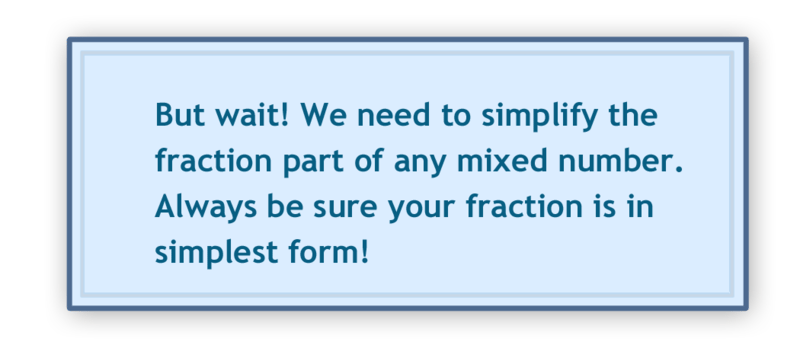 But wait! We need to simplify the
fraction part of any mixed number.
Always be sure your fraction is in
simplest form!